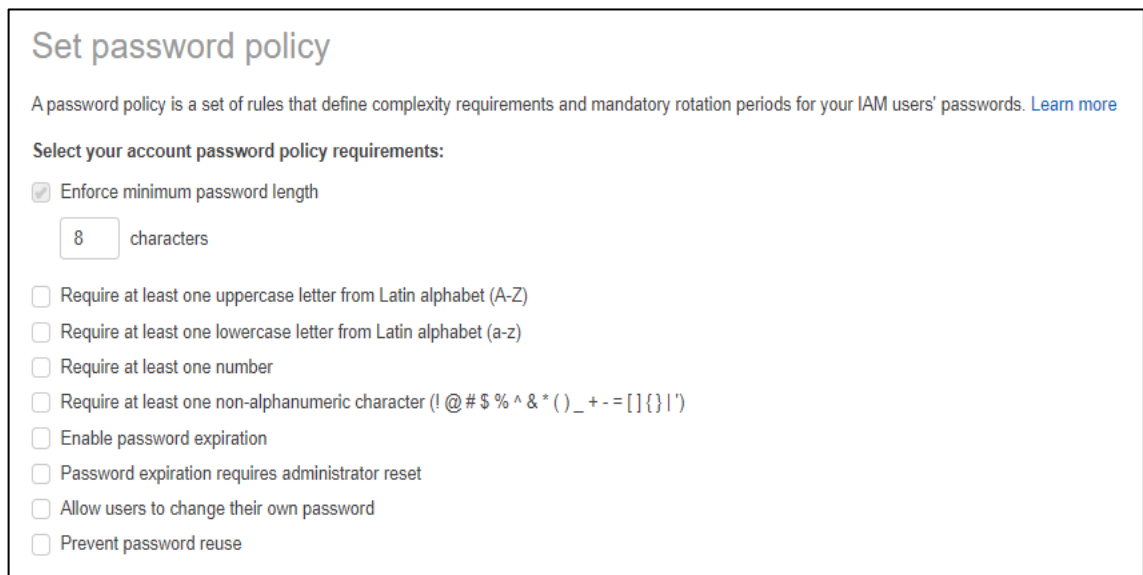 Set password policy
A password policy is a set of rules that define complexity requirements and mandatory rotation periods for your IAM users' passwords. Learn more
Select your account password policy requirements:
Enforce minimum password length
8 characters
Require at least one uppercase letter from Latin alphabet (A-Z)
Require at least one lowercase letter from Latin alphabet (a-z)
Require at least one number
Require at least one non-alphanumeric character (! @ # $ % ^ & * ( ) _ + - = [ ] { } | ')
Enable password expiration
Password expiration requires administrator reset
Allow users to change their own password
Prevent password reuse